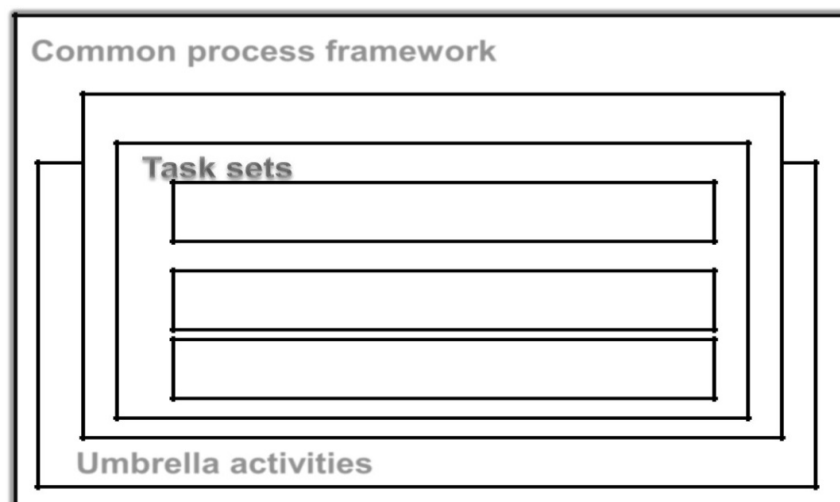 Common process framework
Task sets
Umbrella activities